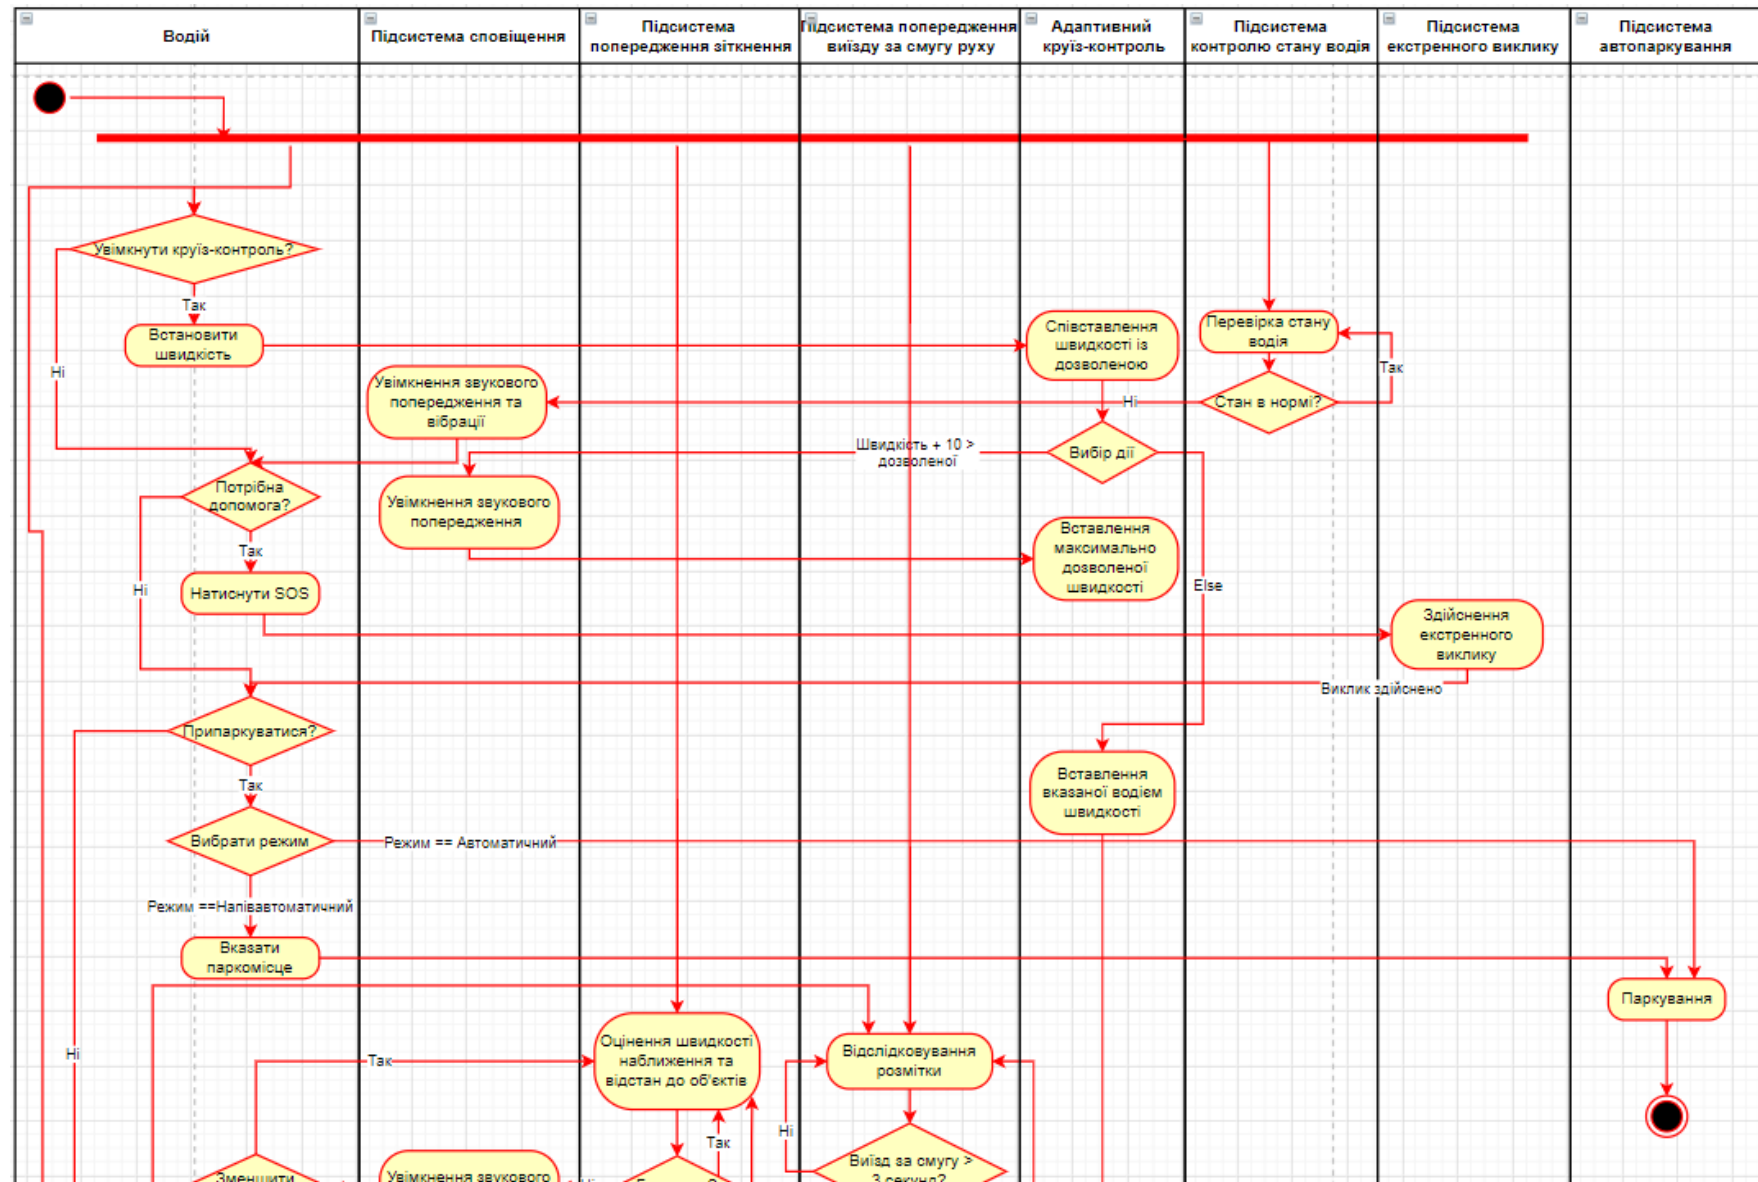 Водій
Підсистема сповіщення
Підсистема
попередження зіткнення
Підсистема попередження
виїзду за смугу руху
Адаптивний
круїз-контроль
Підсистема
контролю стану водія
Підсистема
екстренного виклику
Підсистема
автопаркування
Увімкнути круїз-контроль?
Так
Встановити
швидкість
Ні
Співставлення
швидкості із
дозволеною
Перевірка стану
водія
Так
Увімкнення звукового
попередження та
вібрації
Ні
Стан в нормі?
Швидкість + 10 >
дозволеної
Вибір дії
Потрібна
допомога?
Увімкнення звукового
попередження
Так
Вставлення
максимально
дозволеної
швидкості
Ні
Натиснути SOS
Else
Здійснення
екстренного
виклику
Виклик здійснено
Припаркуватися?
Так
Вставлення
вказаної водієм
швидкості
Вибрати режим
Режим == Автоматичний
Режим ==Напівавтоматичний
Вказати
паркомісце
Паркування
Ні
Так
Оцінення швидкості
наближення та
відстан до об'єктів
Відслідковування
розмітки
Так
Ні
Виїзд за смугу >
3 секунд?
Зменшити
Увімкнення звукового